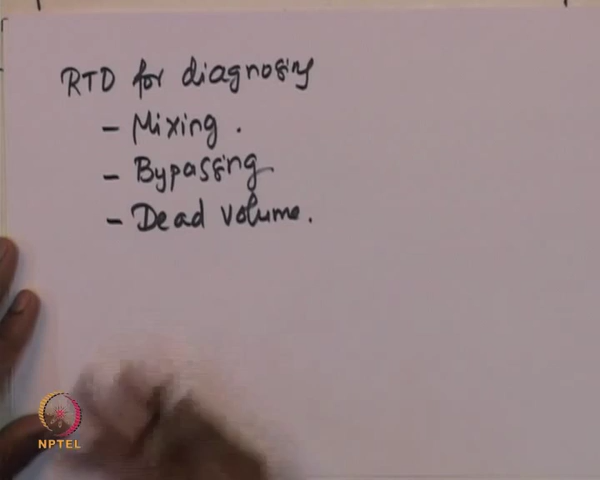 RTD for diagnosing
- Mixing.
- Bypassing
- Dead volume.
NPTEL